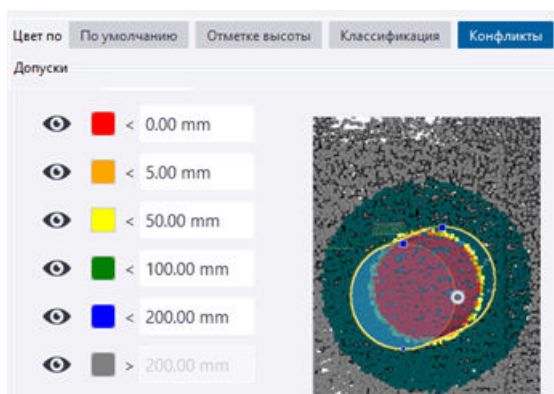 Цвет по По умолчанию Отметке высоты Классификация Конфликты
Допуски
< 0.00 mm
< 5.00 mm
< 50.00 mm
< 100.00 mm
< 200.00 mm
> 200.00 mm